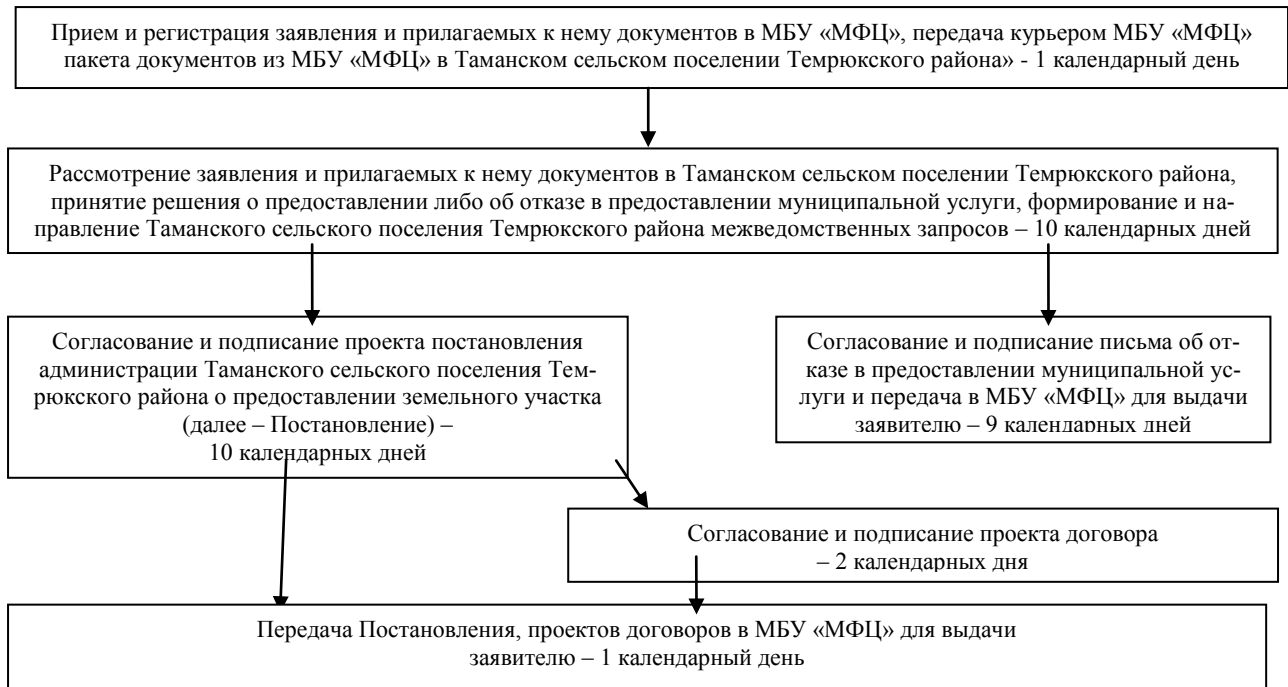 Прием и регистрация заявления и прилагаемых к нему документов в МБУ «МФЦ», передача курьером МБУ «МФЦ»
пакета документов из МБУ «МФЦ» в Таманском сельском поселении Темрюкского района» - 1 календарный день
Рассмотрение заявления и прилагаемых к нему документов в Таманском сельском поселении Темрюкского района,
принятие решения о предоставлении либо об отказе в предоставлении муниципальной услуги, формирование и на-
правление Таманского сельского поселения Темрюкского района межведомственных запросов – 10 календарных дней
Согласование и подписание проекта постановления
администрации Таманского сельского поселения Тем-
рюкского района о предоставлении земельного участка
(далее – Постановление) –
10 календарных дней
Согласование и подписание письма об от-
казе в предоставлении муниципальной ус-
луги и передача в МБУ «МФЦ» для выдачи
заявителю – 9 календарных дней
Согласование и подписание проекта договора
– 2 календарных дня
Передача Постановления, проектов договоров в МБУ «МФЦ» для выдачи
заявителю – 1 календарный день